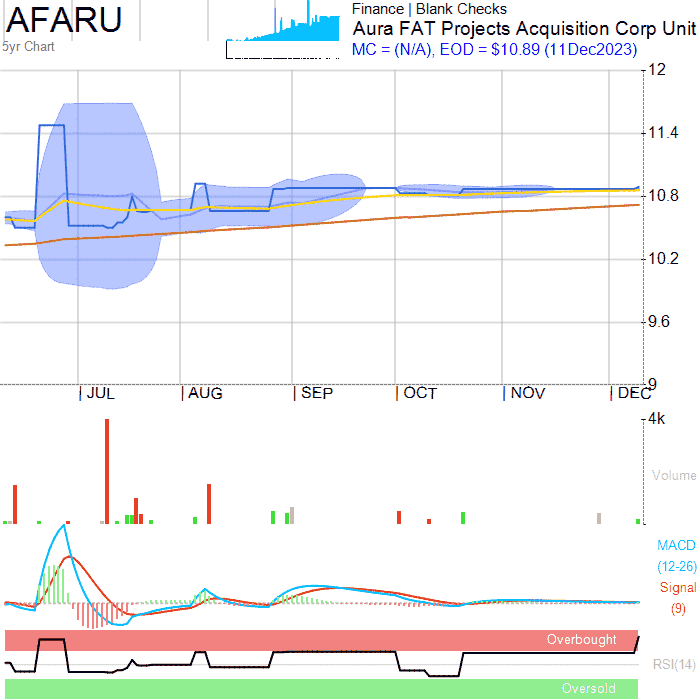 AFARU
5yr Chart
Finance | Blank Checks
Aura FAT Projects Acquisition Corp Unit
MC = (N/A), EOD = $10.89 (11Dec2023)
12
11.4
10.8
10.2
9.6
9
JUL
AUG
SEP
OCT
NOV
DEC
4k
Volume
MACD
(12-26)
Signal
(9)
Overbought
RSI(14)
Oversold